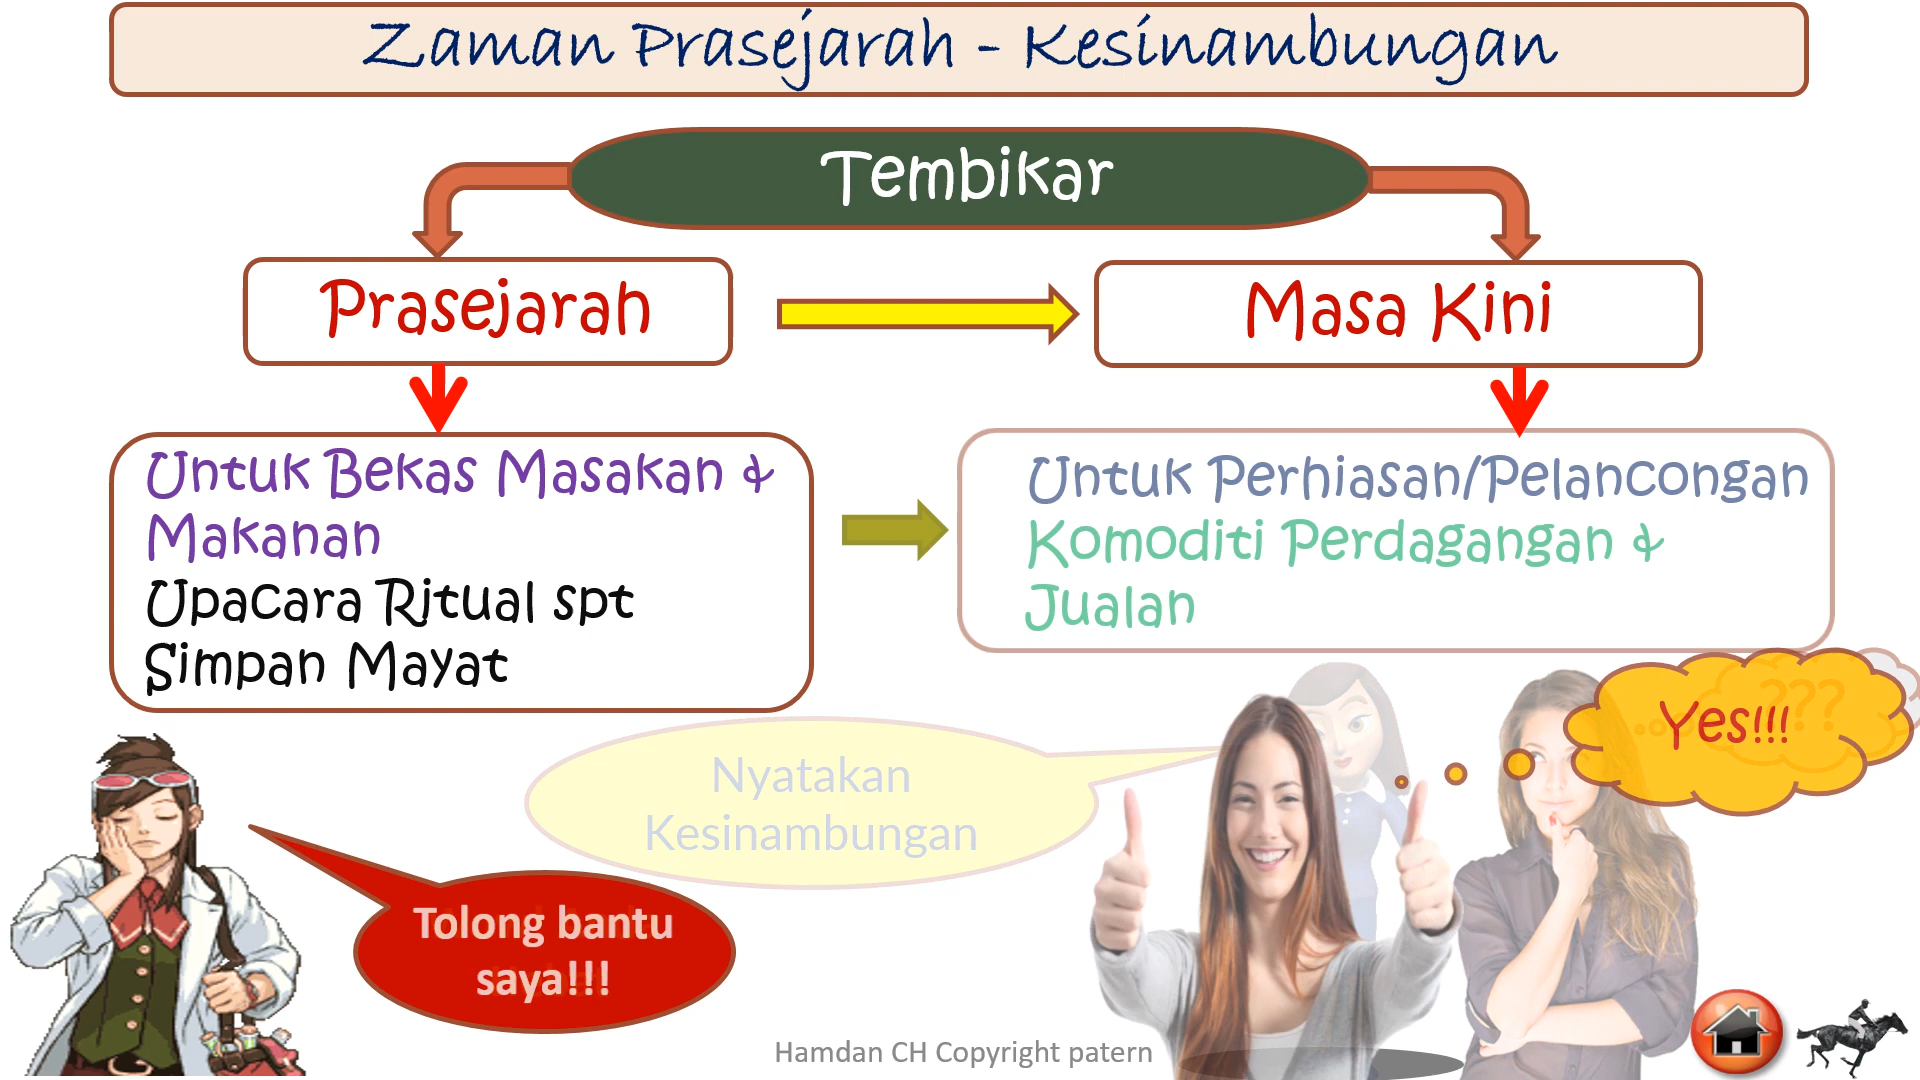 Zaman Prasejarah - Kesinambungan
Tembikar
Prasejarah
Masa Kini
Untuk Bekas Masakan &
Makanan
Upacara Ritual spt
Simpan Mayat
Untuk Perhiasan/Pelancongan
Komoditi Perdagangan &
Jualan
???
Yes!!!
Nyatakan
Kesinambungan
Tolong bantu
saya!!!
Hamdan CH Copyright patern